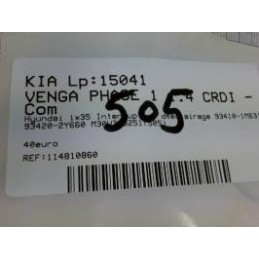 KIA Lp:15041
VENGA PHASE 1 1.4 CRDI -
Com
505
Hyundai ix35
93420-2Y660
40euro
REF:114810860